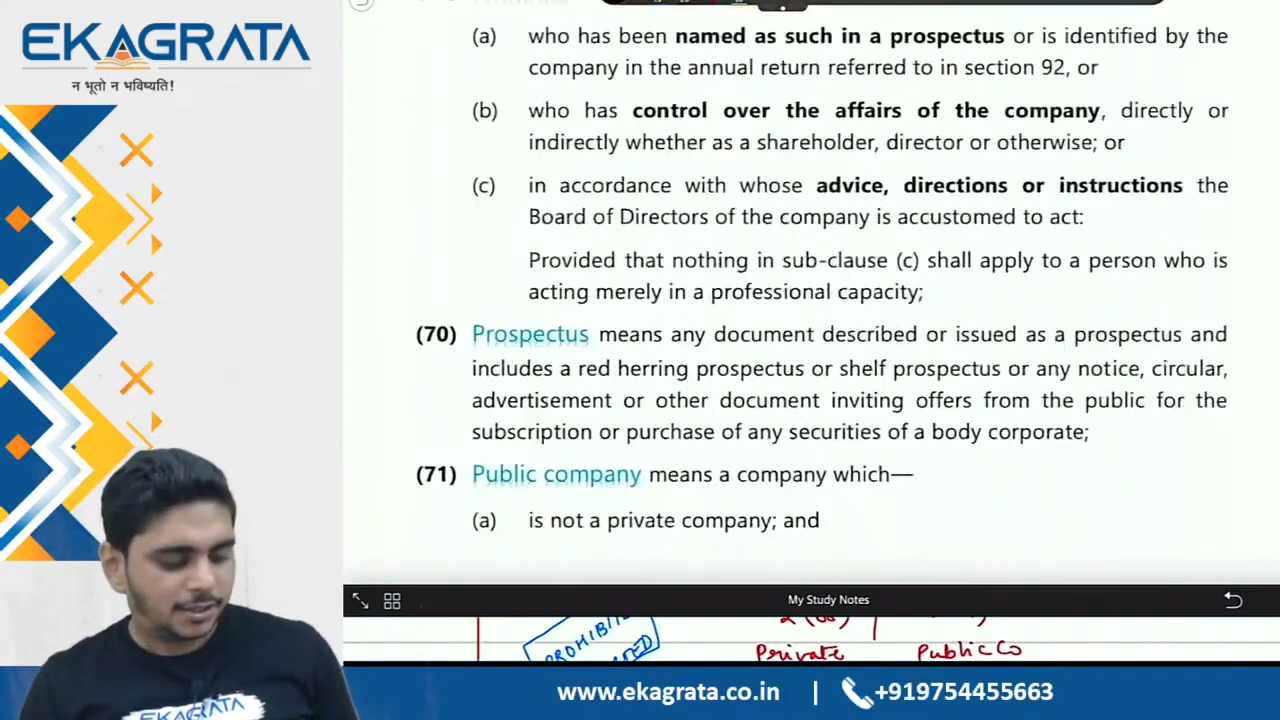 EKAGRATA
न भूतो न भविष्यति!
(a) who has been named as such in a prospectus or is identified by the
company in the annual return referred to in section 92, or
(b) who has control over the affairs of the company, directly or
indirectly whether as a shareholder, director or otherwise; or
(c) in accordance with whose advice, directions or instructions the
Board of Directors of the company is accustomed to act:
Provided that nothing in sub-clause (c) shall apply to a person who is
acting merely in a professional capacity;
(70) Prospectus means any document described or issued as a prospectus and
includes a red herring prospectus or shelf prospectus or any notice, circular,
advertisement or other document inviting offers from the public for the
subscription or purchase of any securities of a body corporate;
(71) Public company means a company which—
(a) is not a private company; and
My Study Notes
Private Public Co
EKAGRATA
www.ekagrata.co.in | +919754455663